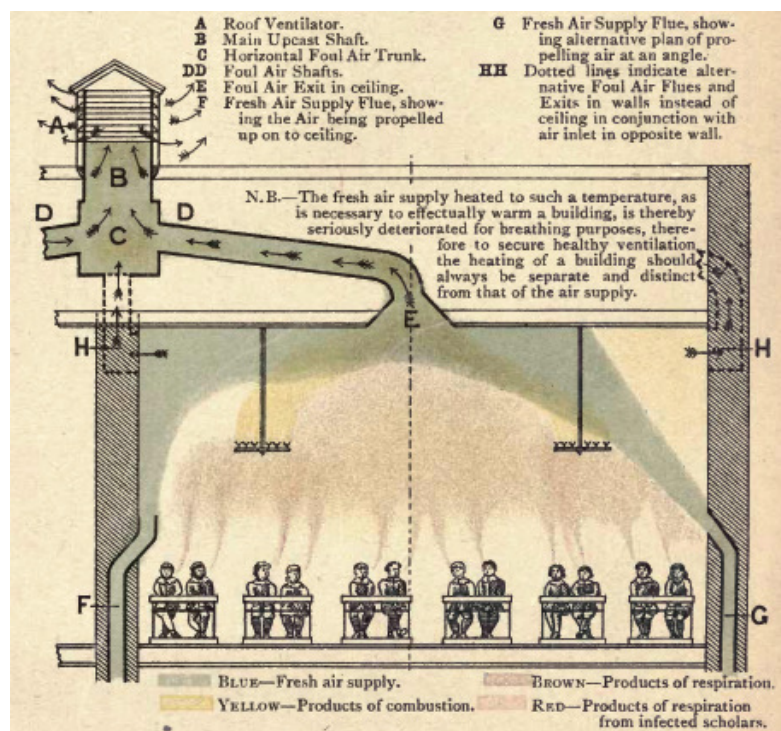 A Roof Ventilator.
B Main Upcast Shaft.
C Horizontal Foul Air Trunk.
DD Foul Air Shafts.
E Foul Air Exit in ceiling.
F Fresh Air Supply Flue, show-
ing the Air being propelled
up on to ceiling.
G Fresh Air Supply Flue, show-
ing alternative plan of pro-
pelling air at an angle.
HH Dotted lines indicate alter-
native Foul Air Flues and
Exits in walls instead of
ceiling in conjunction with
air inlet in opposite wall.
A
B
N.B.—The fresh air supply heated to such a temperature, as
is necessary to effectually warm a building, is thereby
seriously deteriorated for breathing purposes, there-
fore to secure healthy ventilation
the heating of a building should
always be separate and distinct
from that of the air supply.
D
D
C
E
H
H
F
G
BLUE—Fresh air supply.
YELLOW—Products of combustion.
BROWN—Products of respiration.
RED—Products of respiration
from infected scholars.